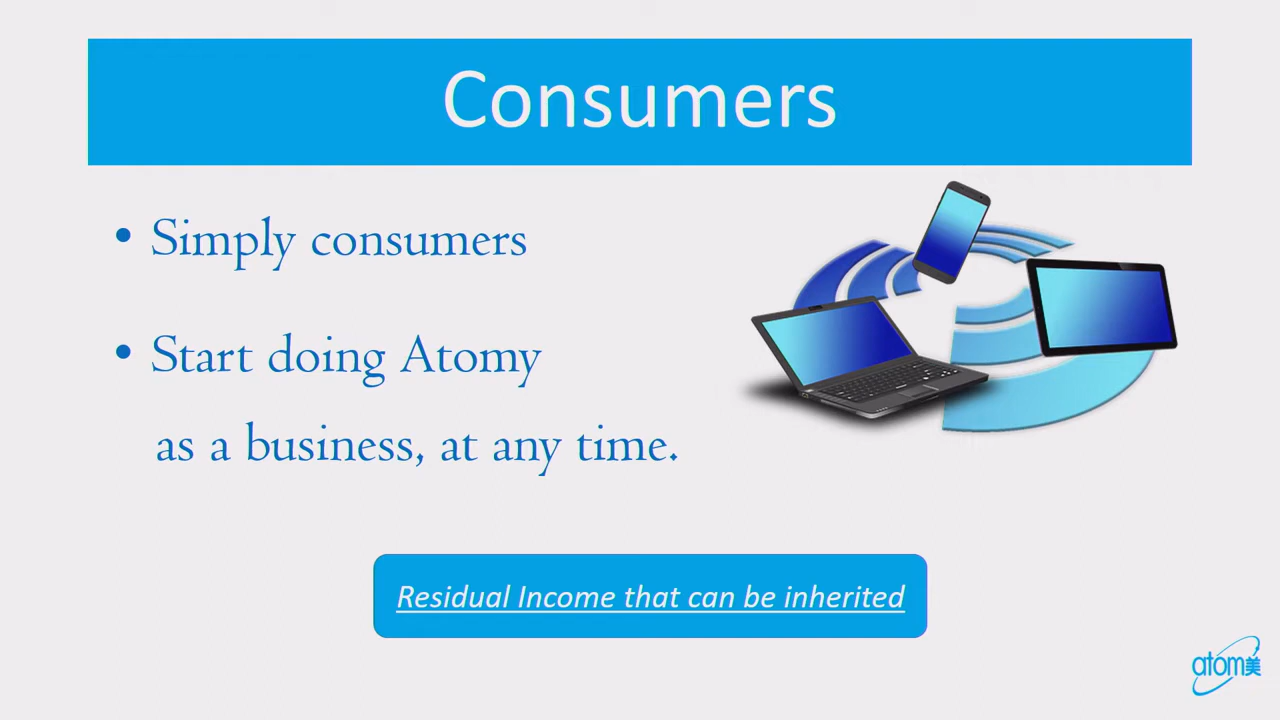 Consumers
• Simply consumers
• Start doing Atomy
as a business, at any time.
Residual Income that can be inherited
atom美